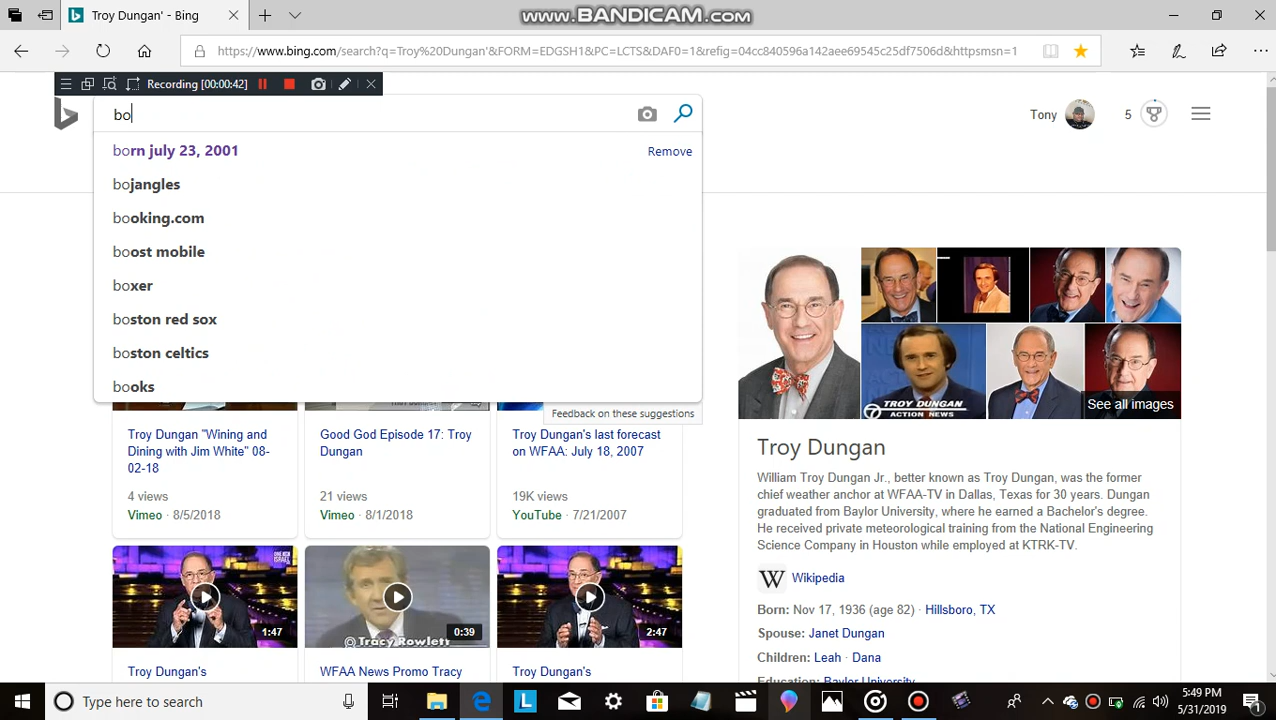 Troy Dungan' - Bing
www.BANDICAM.com
https://www.bing.com/search?q=Troy%20Dungan'&FORM=EDGSH1&PC=LCTS&DAF0=1&refig=04cc840596a142aee69545c25df7506d&httpsmsn=1
Recording [00:00:42]
bo
Tony
5
born july 23, 2001
Remove
bojangles
booking.com
boost mobile
boxer
boston red sox
boston celtics
books
Feedback on these suggestions
Troy Dungan "Wining and
Dining with Jim White" 08-
02-18
4 views
Vimeo · 8/5/2018
Good God Episode 17: Troy
Dungan
21 views
Vimeo · 8/1/2018
Troy Dungan's last forecast
on WFAA: July 18, 2007
19K views
YouTube · 7/21/2007
1:47
Troy Dungan's
0:39
@Tracy Rowlett
WFAA News Promo Tracy
2:47
Troy Dungan's
TROY DUNGAN
7 ACTION NEWS
See all images
Troy Dungan
William Troy Dungan Jr., better known as Troy Dungan, was the former
chief weather anchor at WFAA-TV in Dallas, Texas for 30 years. Dungan
graduated from Baylor University, where he earned a Bachelor's degree.
He received private meteorological training from the National Engineering
Science Company in Houston while employed at KTRK-TV.
W Wikipedia
Born: Nov 17, 1936 (age 82) · Hillsboro, TX
Spouse: Janet Dungan
Children: Leah · Dana
Education: Baylor University
Type here to search
L
3:49 PM
5/31/2019
1